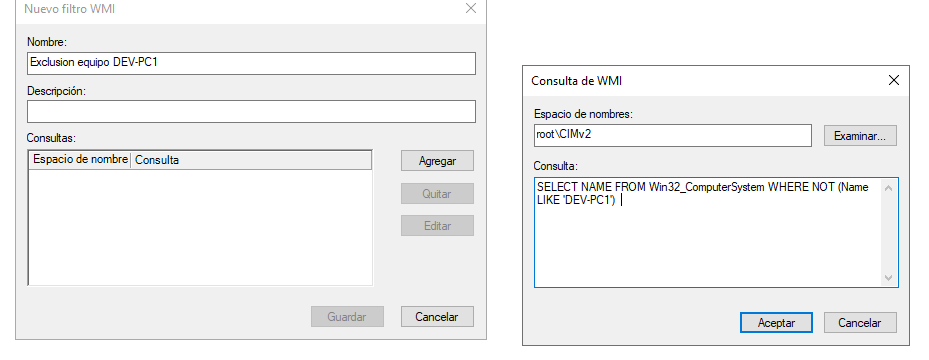 Nuevo filtro WMI
Nombre:
Exclusion equipo DEV-PC1
Descripción:
Consultas:
Espacio de nombre Consulta
Agregar
Quitar
Editar
Guardar
Cancelar
Consulta de WMI
Espacio de nombres:
root\CIMv2
Examinar...
Consulta:
SELECT NAME FROM Win32_ComputerSystem WHERE NOT (Name
LIKE 'DEV-PC1')
Aceptar
Cancelar